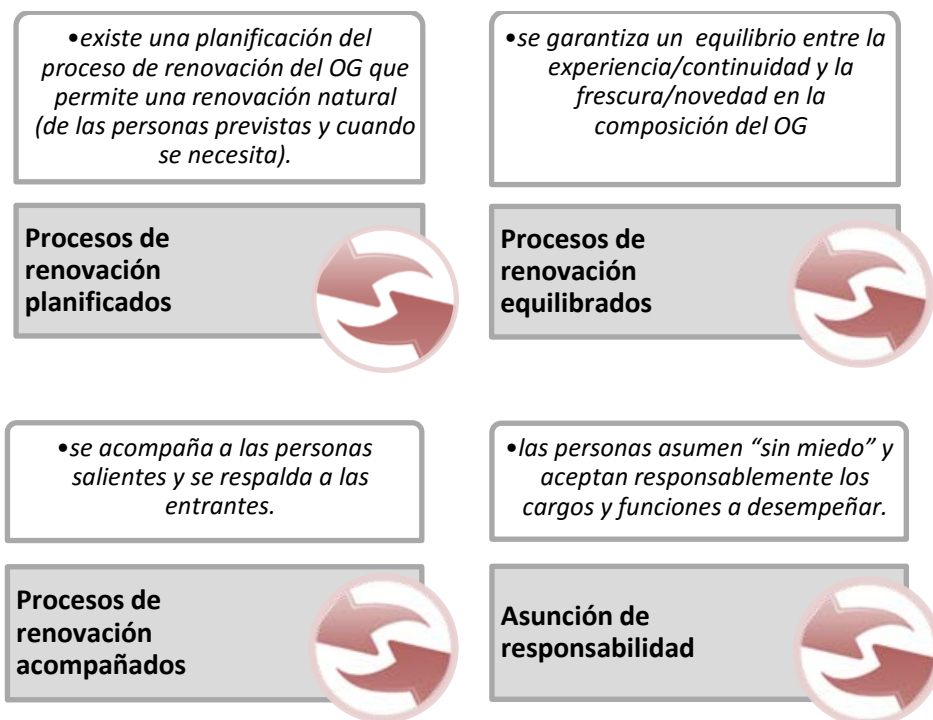 •existe una planificación del
proceso de renovación del OG que
permite una renovación natural
(de las personas previstas y cuando
se necesita).
Procesos de
renovación
planificados
•se garantiza un  equilibrio entre la
experiencia/continuidad y la
frescura/novedad en la
composición del OG
Procesos de
renovación
equilibrados
•se acompaña a las personas
salientes y se respalda a las
entrantes.
Procesos de
renovación
acompañados
•las personas asumen “sin miedo” y
aceptan responsablemente los
cargos y funciones a desempeñar.
Asunción de
responsabilidad